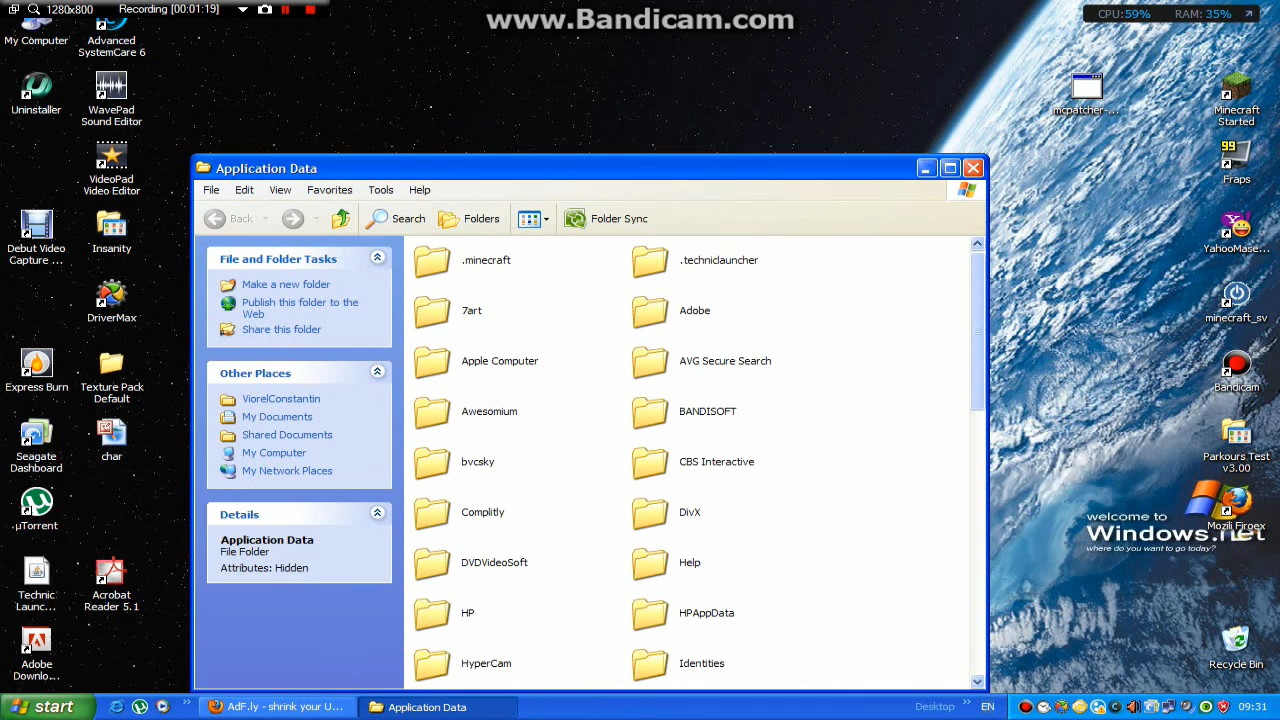 1280x800
Recording [00:01:19]
www.Bandicam.com
CPU:59%
RAM: 35%
My Computer
Advanced
SystemCare 6
Uninstaller
WavePad
Sound Editor
VideoPad
Video Editor
Debut Video
Capture ...
Insanity
DriverMax
Express Burn
Texture Pack
Default
Seagate
Dashboard
char
µTorrent
Technic
Launc...
Acrobat
Reader 5.1
Adobe
Downlo...
Application Data
File
Edit
View
Favorites
Tools
Help
Back
Search
Folders
Folder Sync
File and Folder Tasks
Make a new folder
Publish this folder to the
Web
Share this folder
Other Places
ViorelConstantin
My Documents
Shared Documents
My Computer
My Network Places
Details
Application Data
File Folder
Attributes: Hidden
.minecraft
.techniclauncher
7art
Adobe
Apple Computer
AVG Secure Search
Awesomium
BANDISOFT
bvcsky
CBS Interactive
Complitly
DivX
DVDVideoSoft
Help
HP
HPAppData
HyperCam
Identities
mcpatcher-...
Minecraft
Started
99
Fraps
YahooMase...
minecraft_sv
Bandicam
Parkours Test
v3.00
Mozili Firoex
welcome to
Windows.net
where do you want to go today?
Recycle Bin
start
AdF.ly - shrink your U...
Application Data
Desktop
EN
09:31